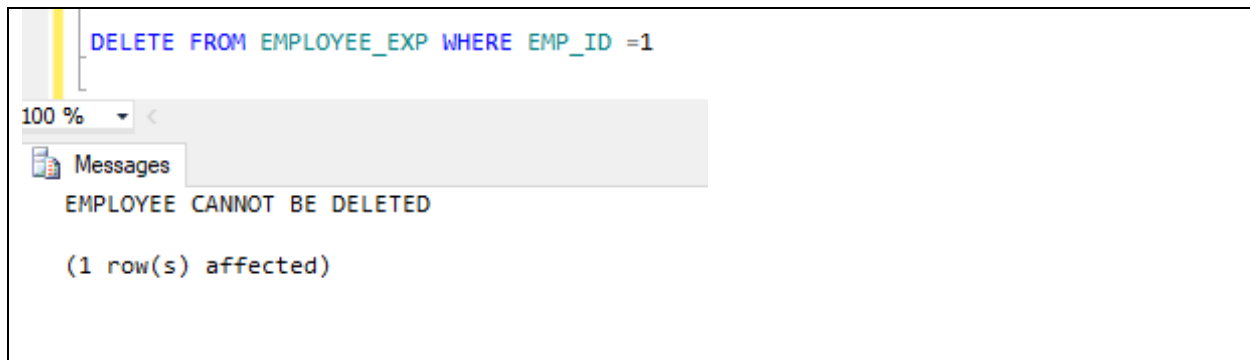 DELETE FROM EMPLOYEE_EXP WHERE EMP_ID =1
100 %
Messages
EMPLOYEE CANNOT BE DELETED
(1 row(s) affected)